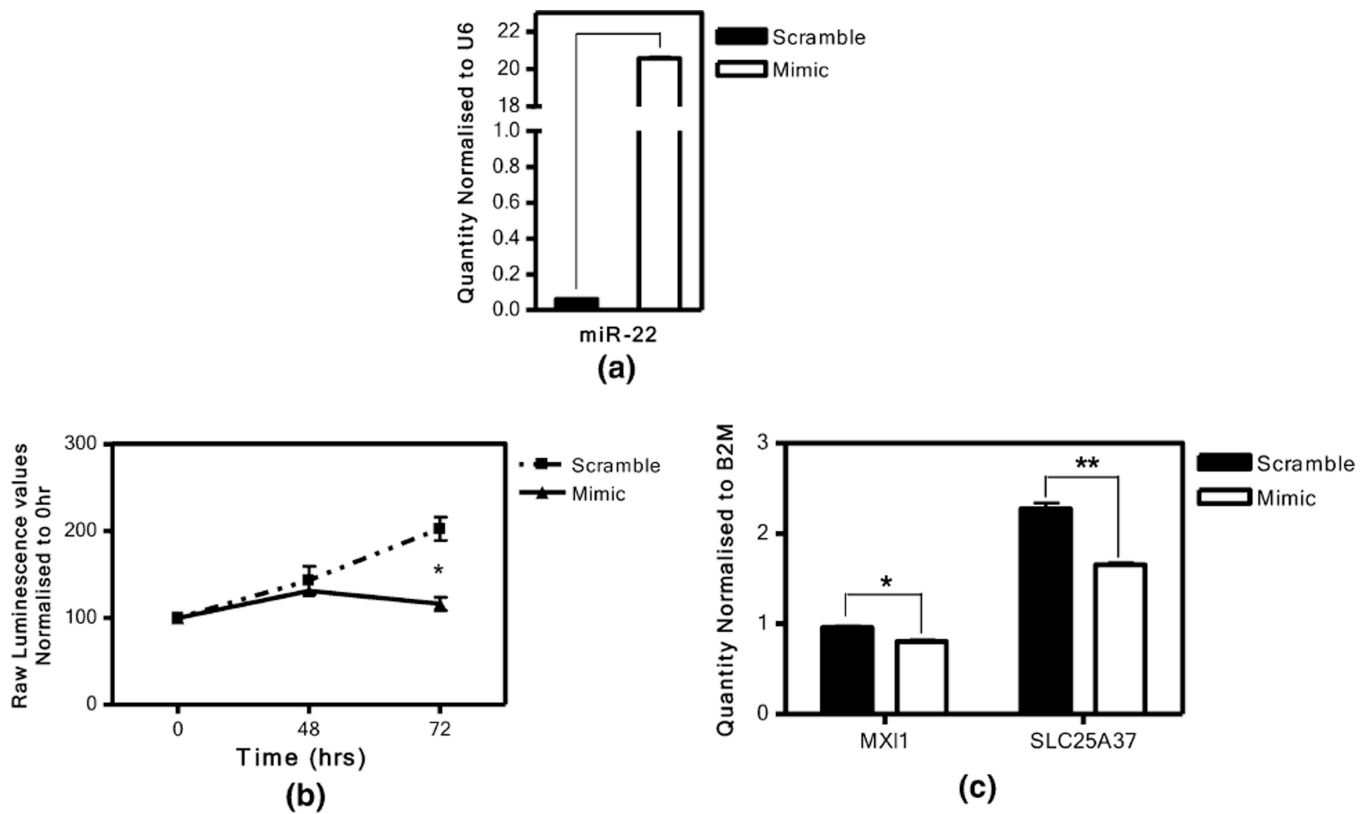 Quantity Normalised to U6
22
20
18
1.0
0.8
0.6
0.4
0.2
0.0
miR-22
Scramble
Mimic
(a)
Raw Luminescence values
Normalised to 0hr
300
200
100
0
*
0 48 72
Time (hrs)
Scramble
Mimic
(b)
Quantity Normalised to B2M
3
2
1
0
*
**
MXI1 SLC25A37
Scramble
Mimic
(c)